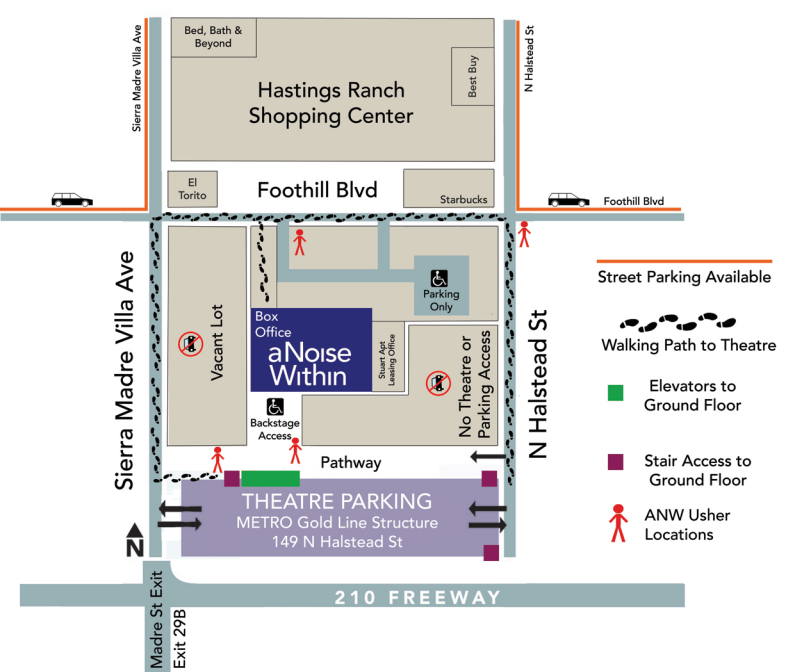 Sierra Madre Villa Ave
Bed, Bath &
Beyond
Best Buy
Hastings Ranch
Shopping Center
N Halstead St
El
Torito
Foothill Blvd
Starbucks
Foothill Blvd
Sierra Madre Villa Ave
Vacant Lot
Parking
Only
Box
Office
aNoise
Within
Stuart Apt
Leasing Office
No Theatre or
Parking Access
N Halstead St
Backstage
Access
Pathway
THEATRE PARKING
METRO Gold Line Structure
149 N Halstead St
N
210 FREEWAY
Madre St Exit
Exit 29B
Street Parking Available
Walking Path to Theatre
Elevators to
Ground Floor
Stair Access to
Ground Floor
ANW Usher
Locations